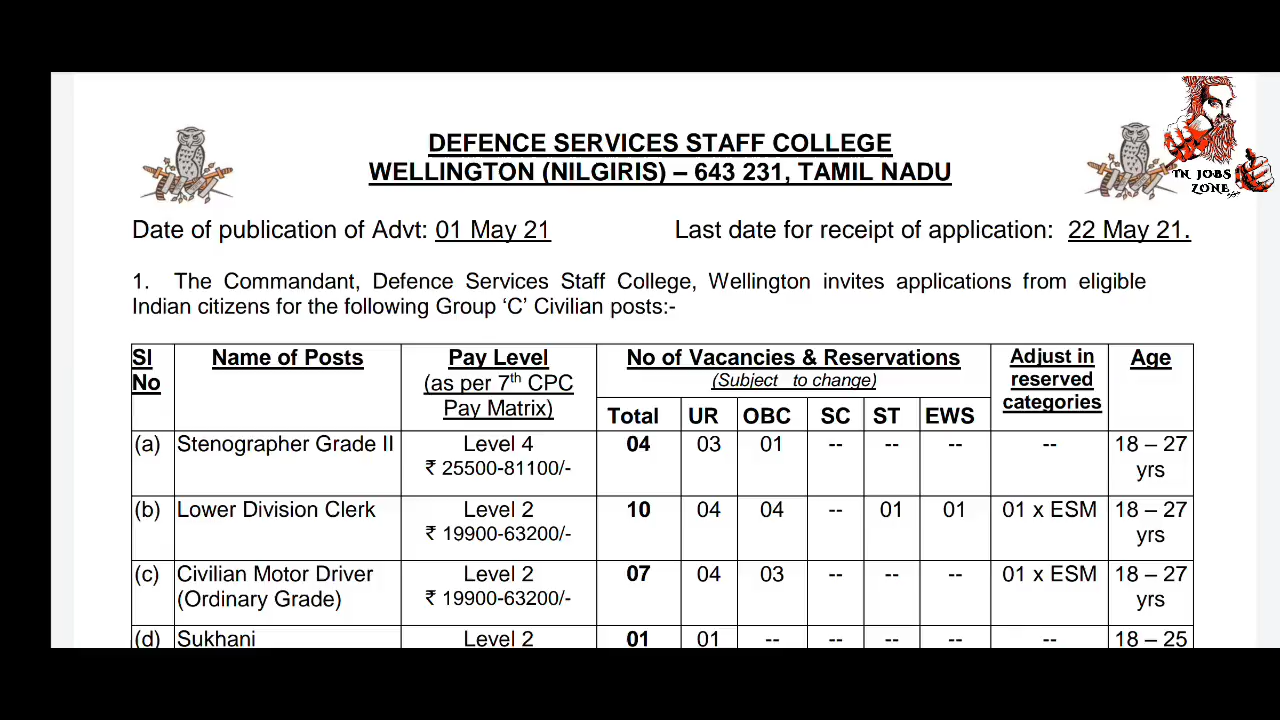 DEFENCE SERVICES STAFF COLLEGE
WELLINGTON (NILGIRIS) – 643 231, TAMIL NADU
TN JOBS
ZONE
Date of publication of Advt: 01 May 21 Last date for receipt of application: 22 May 21.
1. The Commandant, Defence Services Staff College, Wellington invites applications from eligible
Indian citizens for the following Group ‘C’ Civilian posts:-
Sl No Name of Posts Pay Level (as per 7th CPC Pay Matrix) No of Vacancies & Reservations Adjust in reserved categories Age
(Subject to change)
Total UR OBC SC ST EWS
(a) Stenographer Grade II Level 4 04 03 01 -- -- -- -- 18 – 27
₹ 25500-81100/- yrs
(b) Lower Division Clerk Level 2 10 04 04 -- 01 01 01 x ESM 18 – 27
₹ 19900-63200/- yrs
(c) Civilian Motor Driver Level 2 07 04 03 -- -- -- 01 x ESM 18 – 27
(Ordinary Grade) ₹ 19900-63200/- yrs
(d) Sukhani Level 2 01 01 -- -- -- -- -- 18 – 25